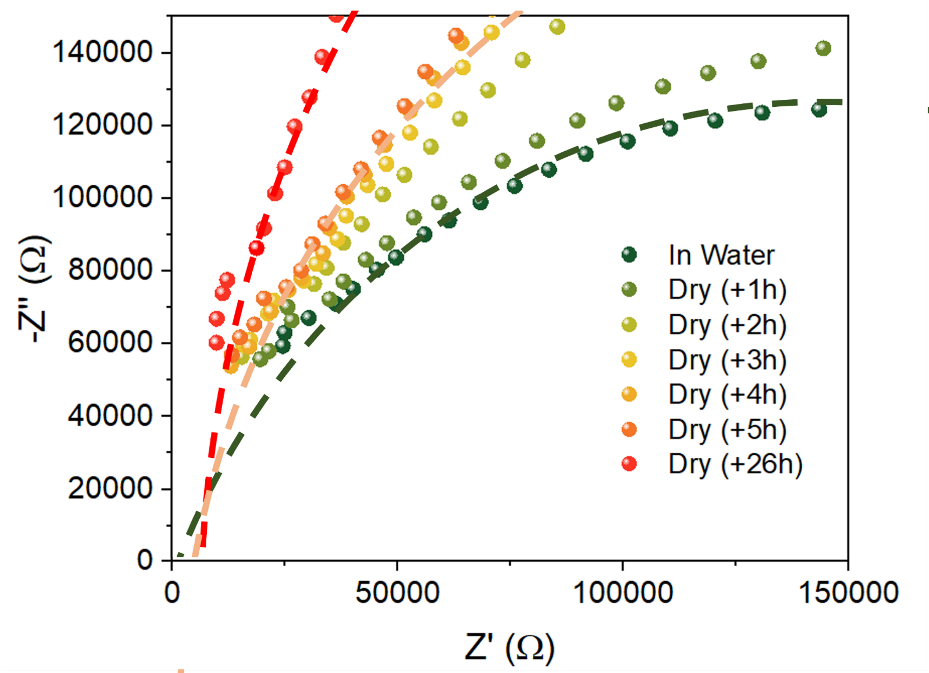 140000
120000
100000
80000
60000
40000
20000
0
-Z'' (Ω)
0 50000 100000 150000
Z' (Ω)
In Water
Dry (+1h)
Dry (+2h)
Dry (+3h)
Dry (+4h)
Dry (+5h)
Dry (+26h)